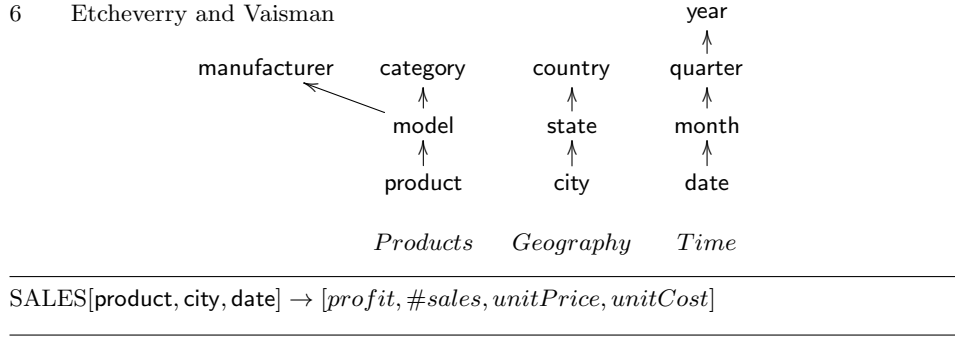 6 Etcheverry and Vaisman
year
manufacturer category country quarter
model state month
product city date
Products Geography Time
SALES[product, city, date] → [profit, #sales, unitPrice, unitCost]